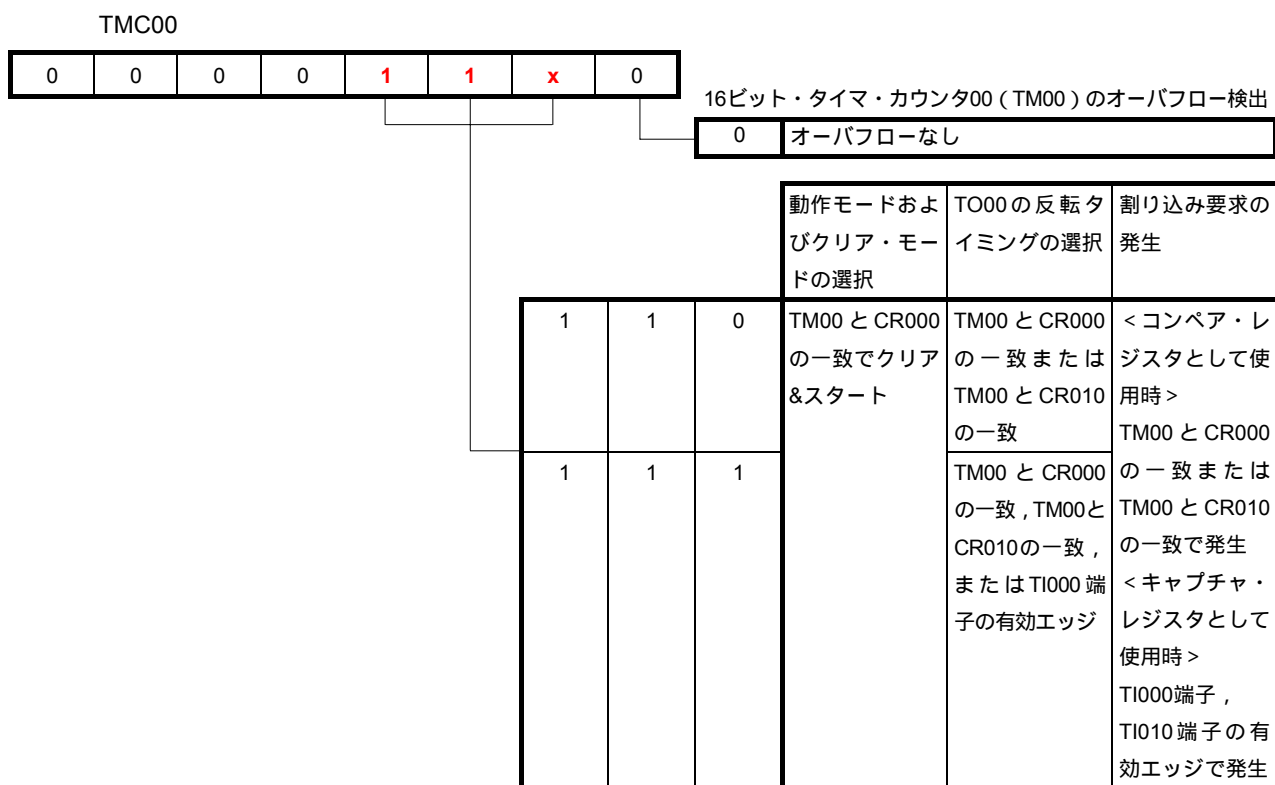 TMC00
0 0 0 0 1 1 x 0
16ビット・タイマ・カウンタ00（TM00）のオーバフロー検出
0 オーバフローなし
動作モードおよ
びクリア・モー
ドの選択
TO00の反転タ
イミングの選択
割り込み要求の
発生
1 1 0
TM00 と CR000
の一致でクリア
&スタート
TM00 と CR000
の一致または
TM00 と CR010
の一致
＜コンペア・レ
ジスタとして使
用時＞
TM00 と CR000
の一致または
TM00 と CR010
の一致で発生
＜キャプチャ・
レジスタとして
使用時＞
TI000端子，
TI010端子の有
効エッジで発生
1 1 1
TM00 と CR000
の一致，TM00と
CR010の一致，
またはTI000 端
子の有効エッジ